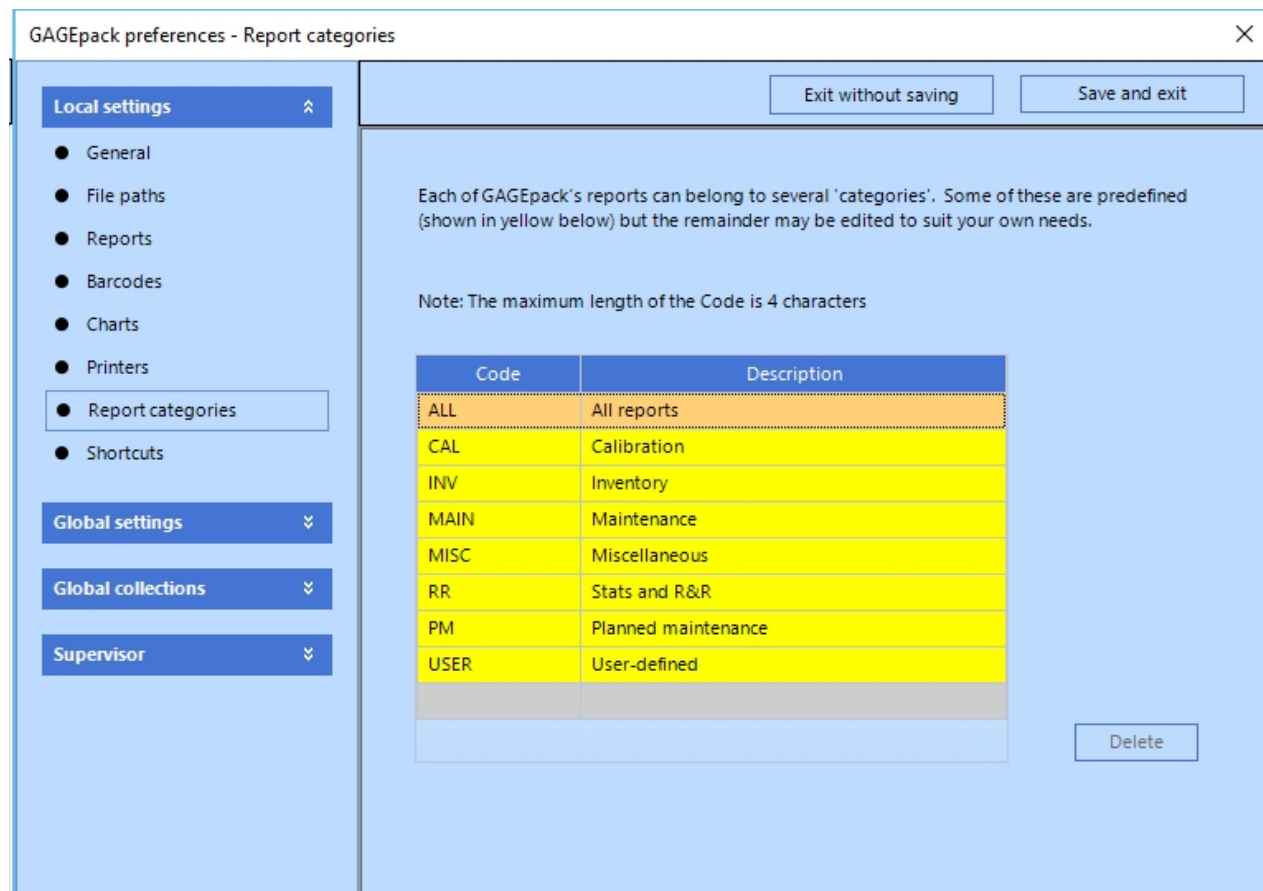 GAGEpack preferences - Report categories
Local settings
General
File paths
Reports
Barcodes
Charts
Printers
Report categories
Shortcuts
Global settings
Global collections
Supervisor
Exit without saving
Save and exit
Each of GAGEpack's reports can belong to several 'categories'. Some of these are predefined
(shown in yellow below) but the remainder may be edited to suit your own needs.
Note: The maximum length of the Code is 4 characters
Code Description
ALL All reports
CAL Calibration
INV Inventory
MAIN Maintenance
MISC Miscellaneous
RR Stats and R&R
PM Planned maintenance
USER User-defined
Delete